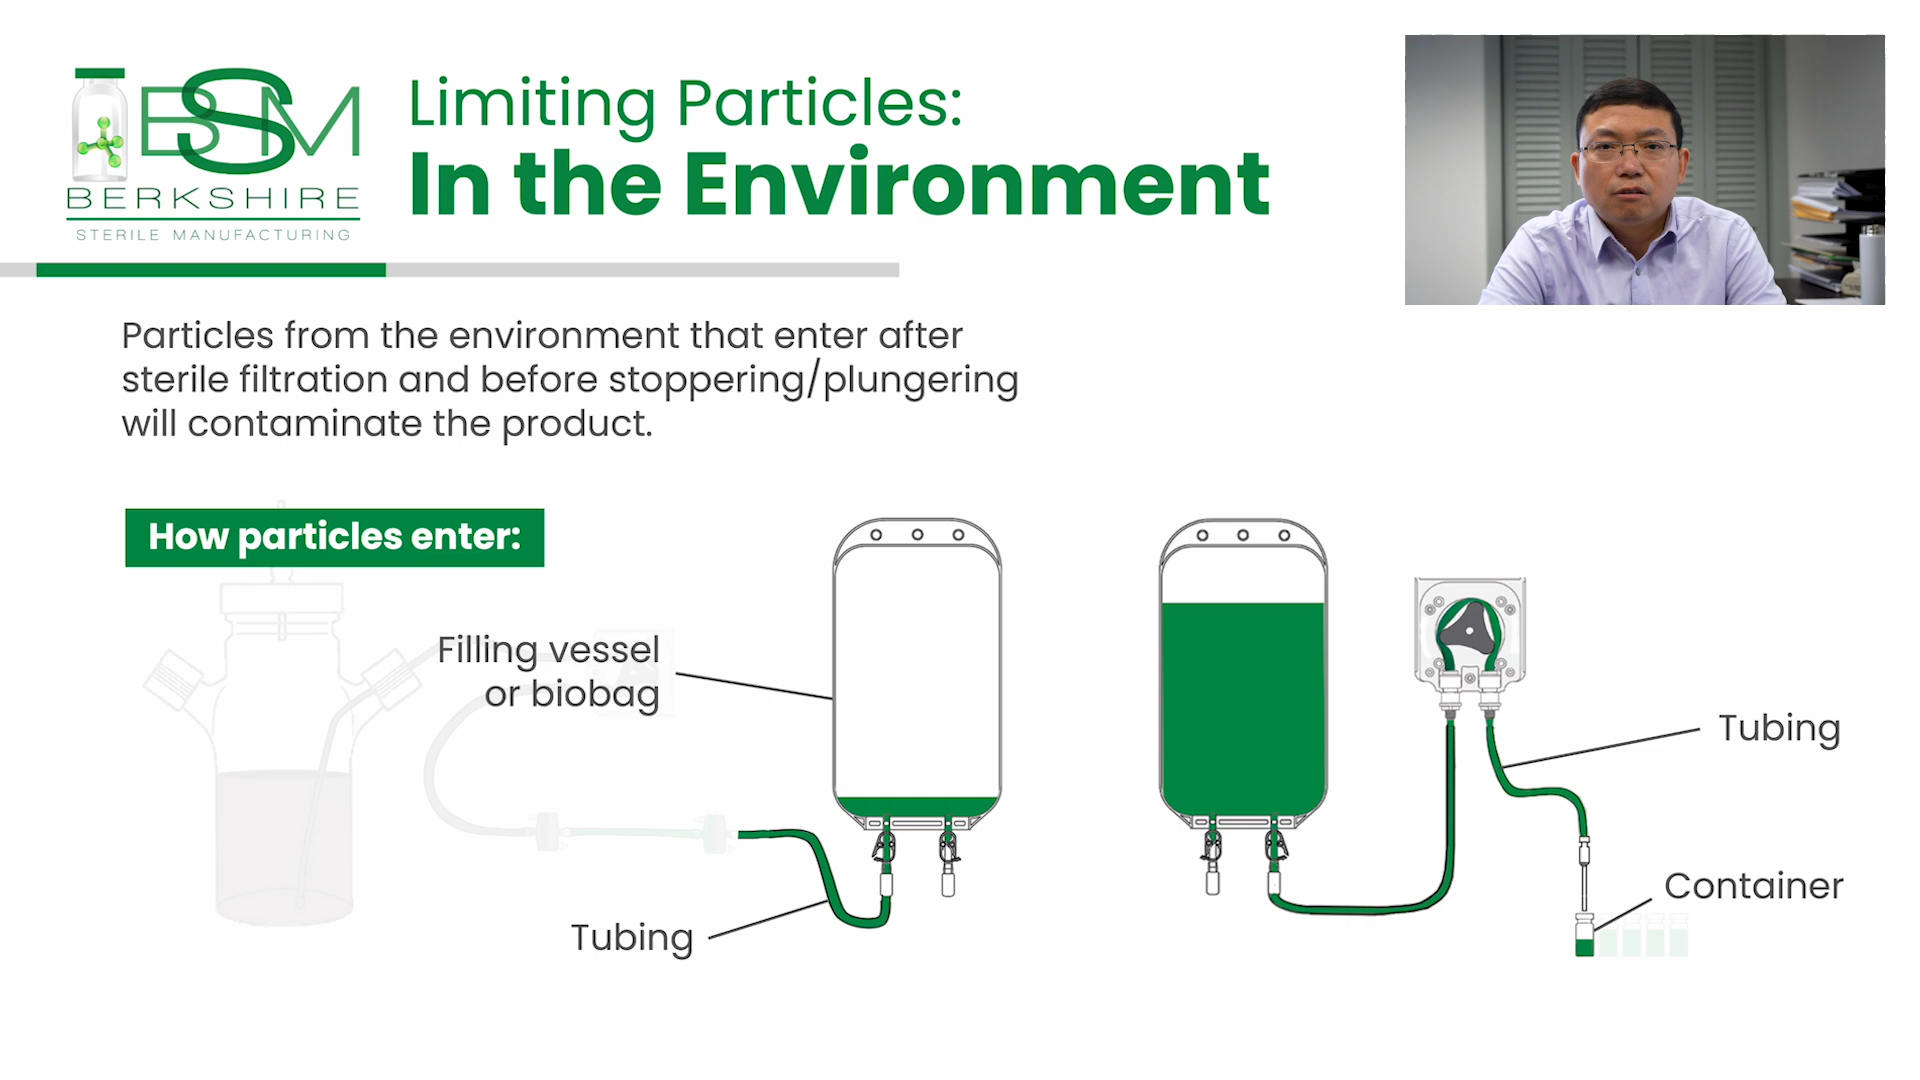 BSM
BERKSHIRE
STERILE MANUFACTURING
Limiting Particles:
In the Environment
Particles from the environment that enter after
sterile filtration and before stoppering/plungering
will contaminate the product.
How particles enter:
Filling vessel
or biobag
Tubing
Tubing
Container